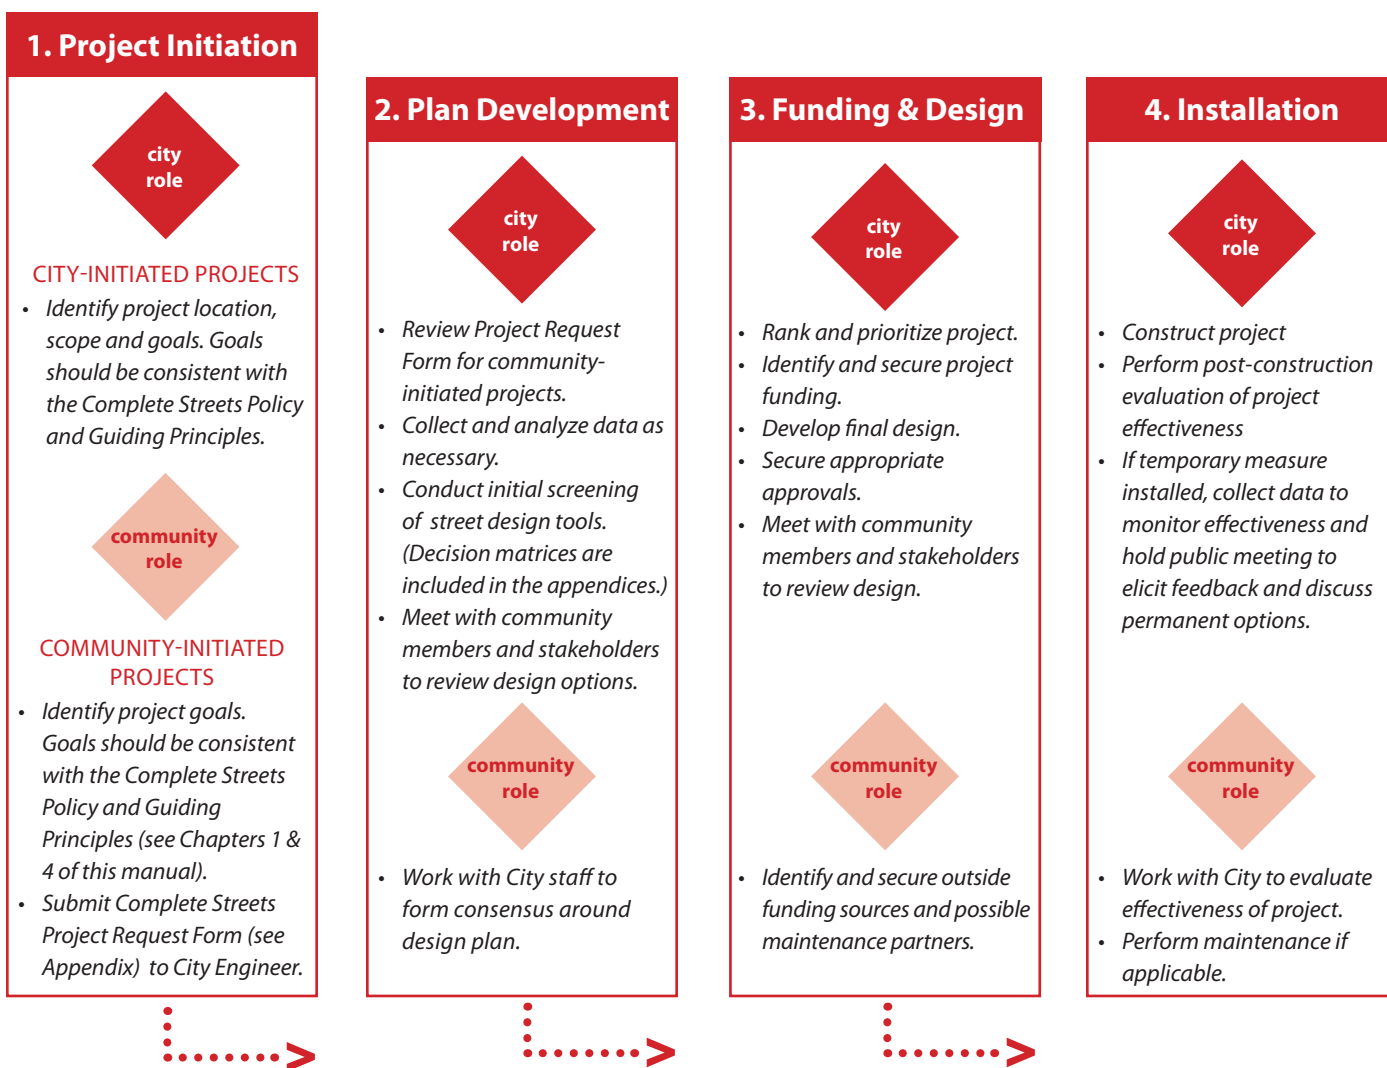 1. Project Initiation
city
role
CITY-INITIATED PROJECTS
• Identify project location,
scope and goals. Goals
should be consistent with
the Complete Streets Policy
and Guiding Principles.
community
role
COMMUNITY-INITIATED
PROJECTS
• Identify project goals.
Goals should be consistent
with the Complete Streets
Policy and Guiding
Principles (see Chapters 1 &
4 of this manual).
• Submit Complete Streets
Project Request Form (see
Appendix) to City Engineer.
2. Plan Development
city
role
• Review Project Request
Form for community-
initiated projects.
• Collect and analyze data as
necessary.
• Conduct initial screening
of street design tools.
(Decision matrices are
included in the appendices.)
• Meet with community
members and stakeholders
to review design options.
community
role
• Work with City staff to
form consensus around
design plan.
3. Funding & Design
city
role
• Rank and prioritize project.
• Identify and secure project
funding.
• Develop final design.
• Secure appropriate
approvals.
• Meet with community
members and stakeholders
to review design.
community
role
• Identify and secure outside
funding sources and possible
maintenance partners.
4. Installation
city
role
• Construct project
• Perform post-construction
evaluation of project
effectiveness
• If temporary measure
installed, collect data to
monitor effectiveness and
hold public meeting to
elicit feedback and discuss
permanent options.
community
role
• Work with City to evaluate
effectiveness of project.
• Perform maintenance if
applicable.